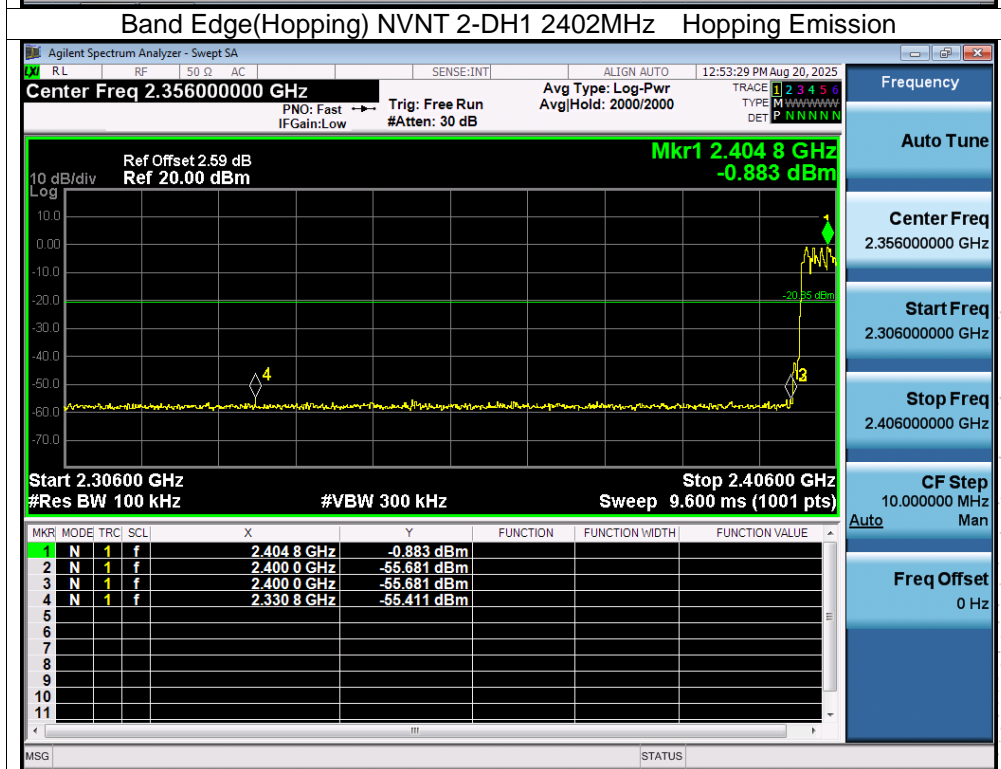 Band Edge(Hopping) NVNT 2-DH1 2402MHz Hopping Emission
Agilent Spectrum Analyzer - Swept SA
LXI RL RF 50 Ω AC SENSE:INT ALIGN AUTO 12:53:29 PM Aug 20, 2025
Center Freq 2.356000000 GHz Avg Type: Log-Pwr TRACE 1 2 3 4 5 6
PNO: Fast Trig: Free Run Avg|Hold: 2000/2000 TYPE M WWWWW
IFGain:Low #Atten: 30 dB DET P N N N N N
Frequency
Auto Tune
Center Freq
2.356000000 GHz
Start Freq
2.306000000 GHz
Stop Freq
2.406000000 GHz
CF Step
10.000000 MHz
Auto Man
Freq Offset
0 Hz
Mkr1 2.404 8 GHz
-0.883 dBm
Ref Offset 2.59 dB
10 dB/div Ref 20.00 dBm
Log
10.0
0.00
-10.0
-20.0
-30.0
-40.0
-50.0
-60.0
-70.0
1
-20.85 dBm
4
Start 2.30600 GHz Stop 2.40600 GHz
#Res BW 100 kHz #VBW 300 kHz Sweep 9.600 ms (1001 pts)
MKR MODE TRC SCL X Y FUNCTION FUNCTION WIDTH FUNCTION VALUE
1 N 1 f 2.404 8 GHz -0.883 dBm
2 N 1 f 2.400 0 GHz -55.681 dBm
3 N 1 f 2.400 0 GHz -55.681 dBm
4 N 1 f 2.330 8 GHz -55.411 dBm
5
6
7
8
9
10
11
MSG STATUS